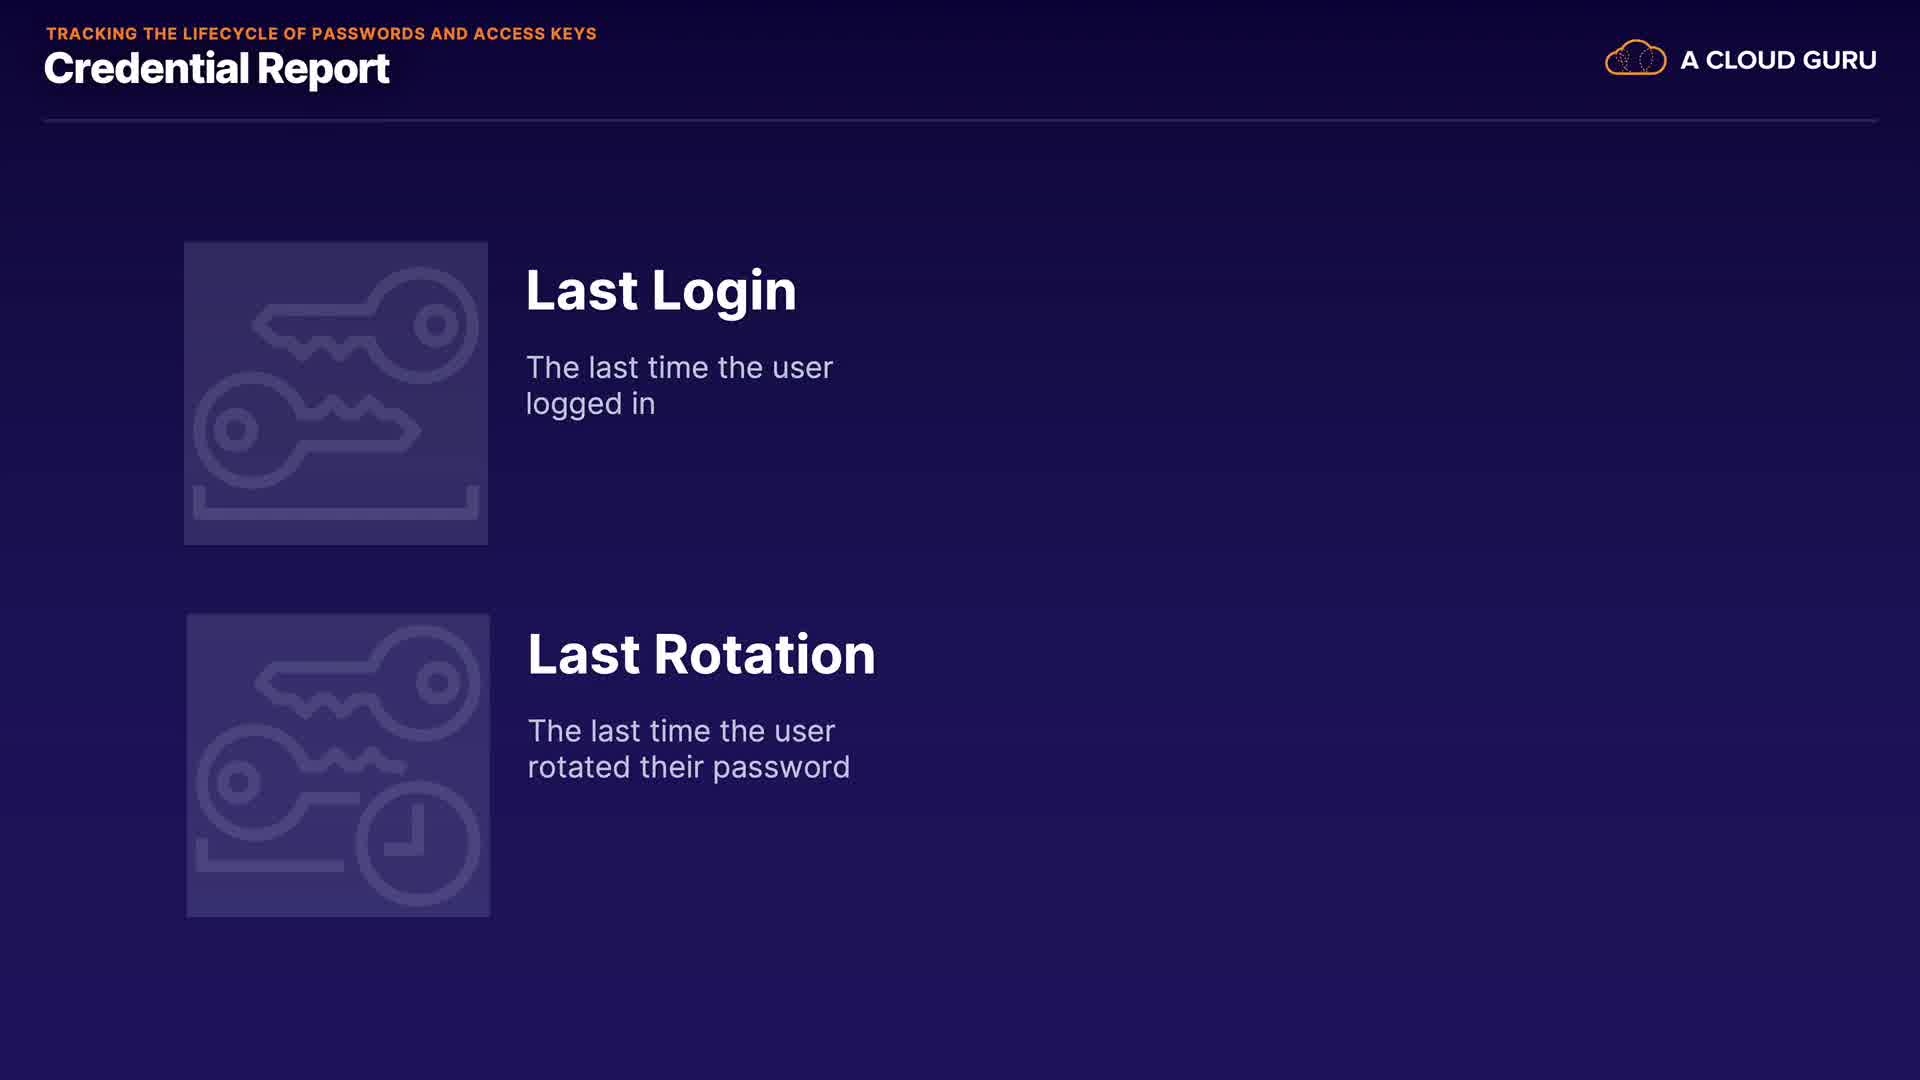 TRACKING THE LIFECYCLE OF PASSWORDS AND ACCESS KEYS
Credential Report
A CLOUD GURU
Last Login
The last time the user
logged in
Last Rotation
The last time the user
rotated their password